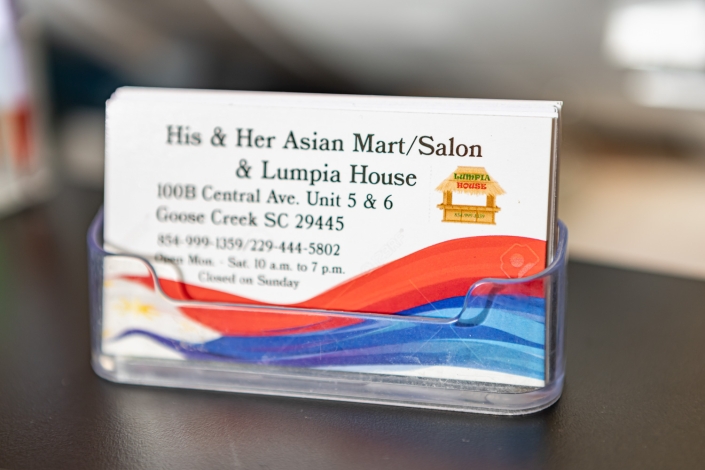 His & Her Asian Mart/Salon
& Lumpia House
100B Central Ave. Unit 5 & 6
Goose Creek SC 29445
854-999-1359/229-444-5802
Open Mon. - Sat. 10 a.m. to 7 p.m.
Closed on Sunday
LUMPIA
HOUSE